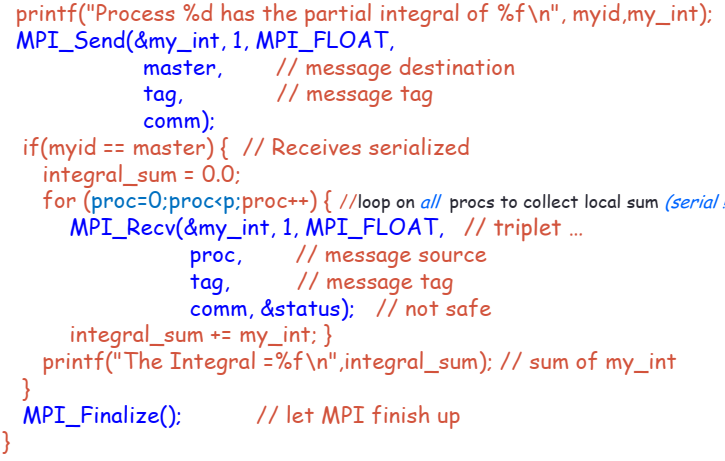 printf("Process %d has the partial integral of %f\n", myid,my_int);
MPI_Send(&my_int, 1, MPI_FLOAT,
master, // message destination
tag, // message tag
comm);
if(myid == master) { // Receives serialized
integral_sum = 0.0;
for (proc=0;proc<p;proc++) { //loop on all procs to collect local sum (serial !
MPI_Recv(&my_int, 1, MPI_FLOAT, // triplet ...
proc, // message source
tag, // message tag
comm, &status); // not safe
integral_sum += my_int; }
printf("The Integral =%f\n",integral_sum); // sum of my_int
}
MPI_Finalize(); // let MPI finish up
}